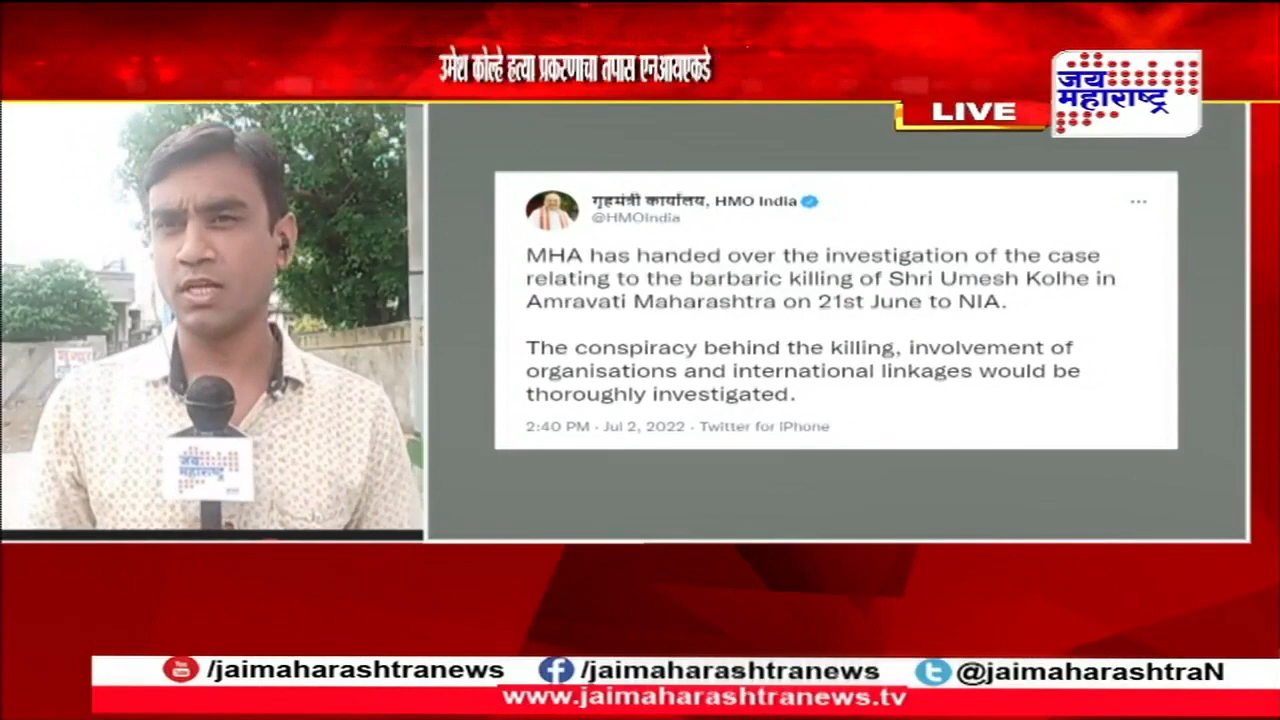 उमेश कोल्हे हत्या प्रकरणाचा तपास एनआयएकडे
LIVE
जय
महाराष्ट्र
गृहमंत्री कार्यालय, HMO India
@HMOIndia
MHA has handed over the investigation of the case
relating to the barbaric killing of Shri Umesh Kolhe in
Amravati Maharashtra on 21st June to NIA.
The conspiracy behind the killing, involvement of
organisations and international linkages would be
thoroughly investigated.
2:40 PM · Jul 2, 2022 · Twitter for iPhone
जय
महाराष्ट्र
/jaimaharashtranews /jaimaharashtranews @jaimaharashtraN
www.jaimaharashtranews.tv